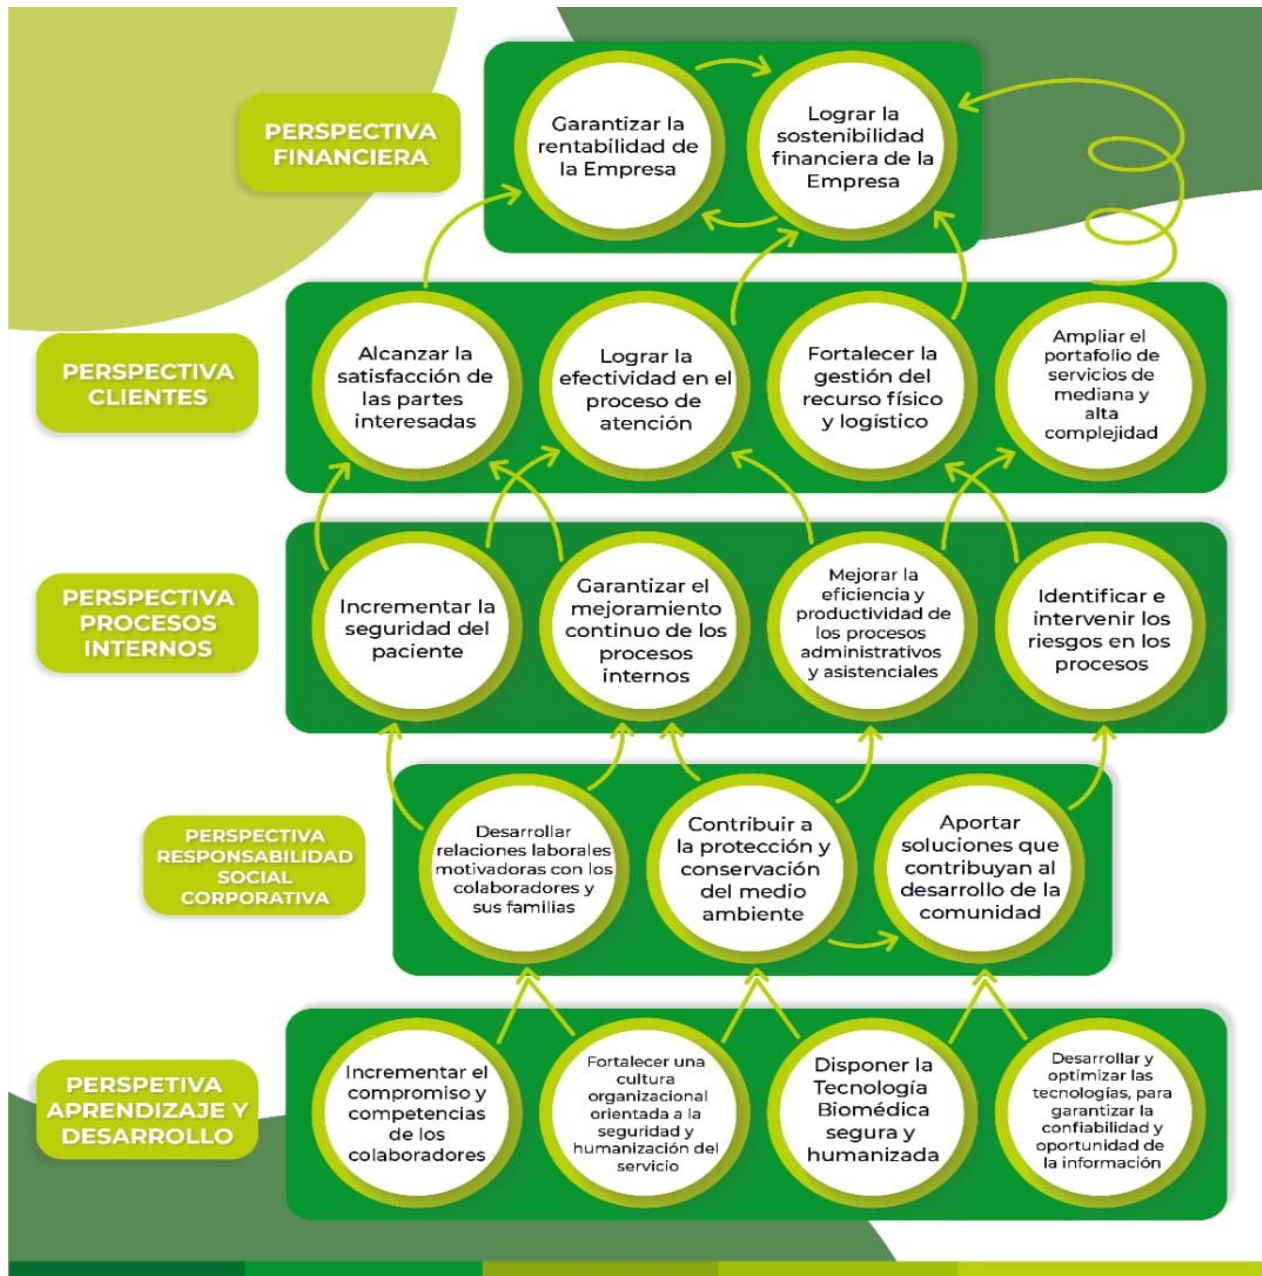 PERSPECTIVA
FINANCIERA
Garantizar la
rentabilidad de
la Empresa
Lograr la
sostenibilidad
financiera de la
Empresa
PERSPECTIVA
CLIENTES
Alcanzar la
satisfacción de
las partes
interesadas
Lograr la
efectividad en el
proceso de
atención
Fortalecer la
gestión del
recurso físico
y logístico
Ampliar el
portafolio de
servicios de
mediana y
alta
complejidad
PERSPECTIVA
PROCESOS
INTERNOS
Incrementar la
seguridad del
paciente
Garantizar el
mejoramiento
continuo de los
procesos
internos
Mejorar la
eficiencia y
productividad de
los procesos
administrativos
y asistenciales
Identificar e
intervenir los
riesgos en los
procesos
PERSPECTIVA
RESPONSABILIDAD
SOCIAL
CORPORATIVA
Desarrollar
relaciones laborales
motivadoras con los
colaboradores y
sus familias
Contribuir a
la protección y
conservación
del medio
ambiente
Aportar
soluciones que
contribuyan al
desarrollo de la
comunidad
PERSPETIVA
APRENDIZAJE Y
DESARROLLO
Incrementar el
compromiso y
competencias
de los
colaboradores
Fortalecer una
cultura
organizacional
orientada a la
seguridad y
humanización del
servicio
Disponer la
Tecnología
Biomédica
segura y
humanizada
Desarrollar y
optimizar las
tecnologías, para
garantizar la
confiabilidad y
oportunidad de
la información